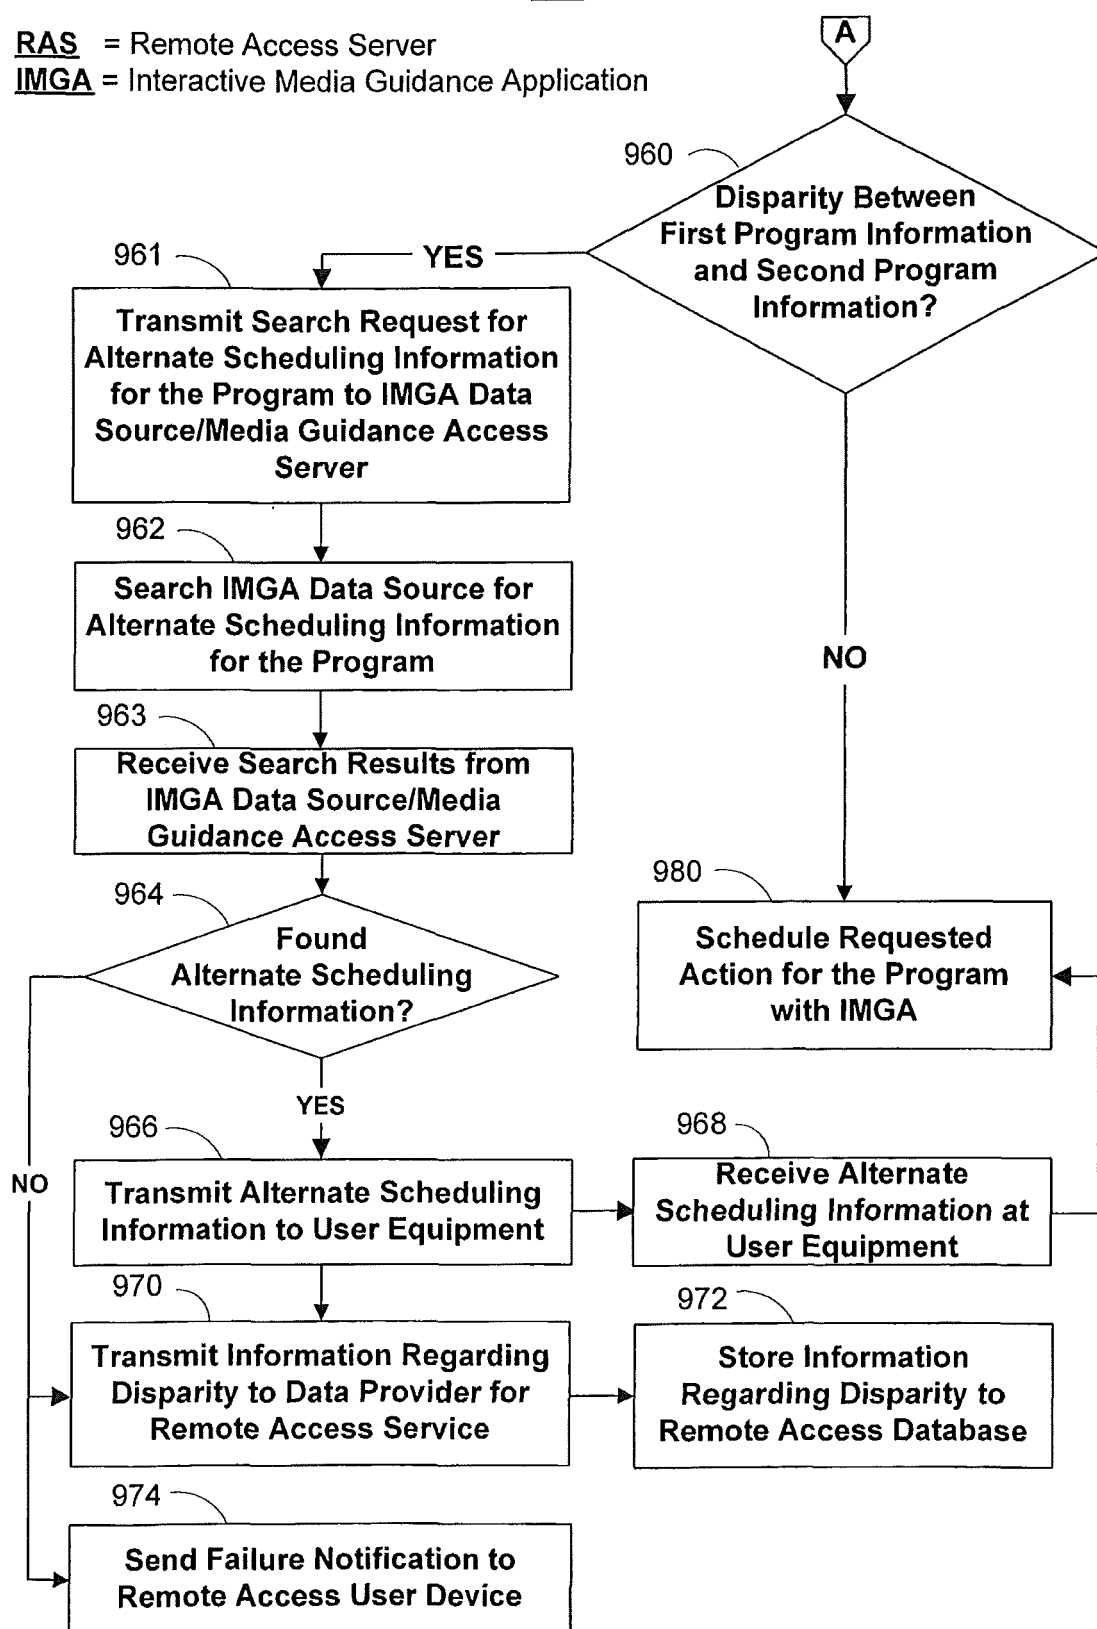 RAS = Remote Access Server
IMGA = Interactive Media Guidance Application
A
960
Disparity Between
First Program Information
and Second Program
Information?
YES
961
Transmit Search Request for
Alternate Scheduling Information
for the Program to IMGA Data
Source/Media Guidance Access
Server
962
Search IMGA Data Source for
Alternate Scheduling Information
for the Program
NO
963
Receive Search Results from
IMGA Data Source/Media
Guidance Access Server
964
Found
Alternate Scheduling
Information?
980
Schedule Requested
Action for the Program
with IMGA
YES
NO
966
Transmit Alternate Scheduling
Information to User Equipment
968
Receive Alternate
Scheduling Information at
User Equipment
970
Transmit Information Regarding
Disparity to Data Provider for
Remote Access Service
972
Store Information
Regarding Disparity to
Remote Access Database
974
Send Failure Notification to
Remote Access User Device